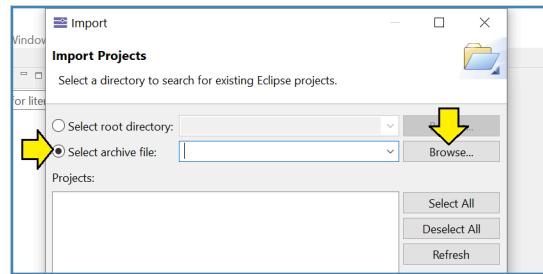 Import
Window
Import Projects
Select a directory to search for existing Eclipse projects.
for liter
Select root directory:
Select archive file:
Browse...
Projects:
Select All
Deselect All
Refresh